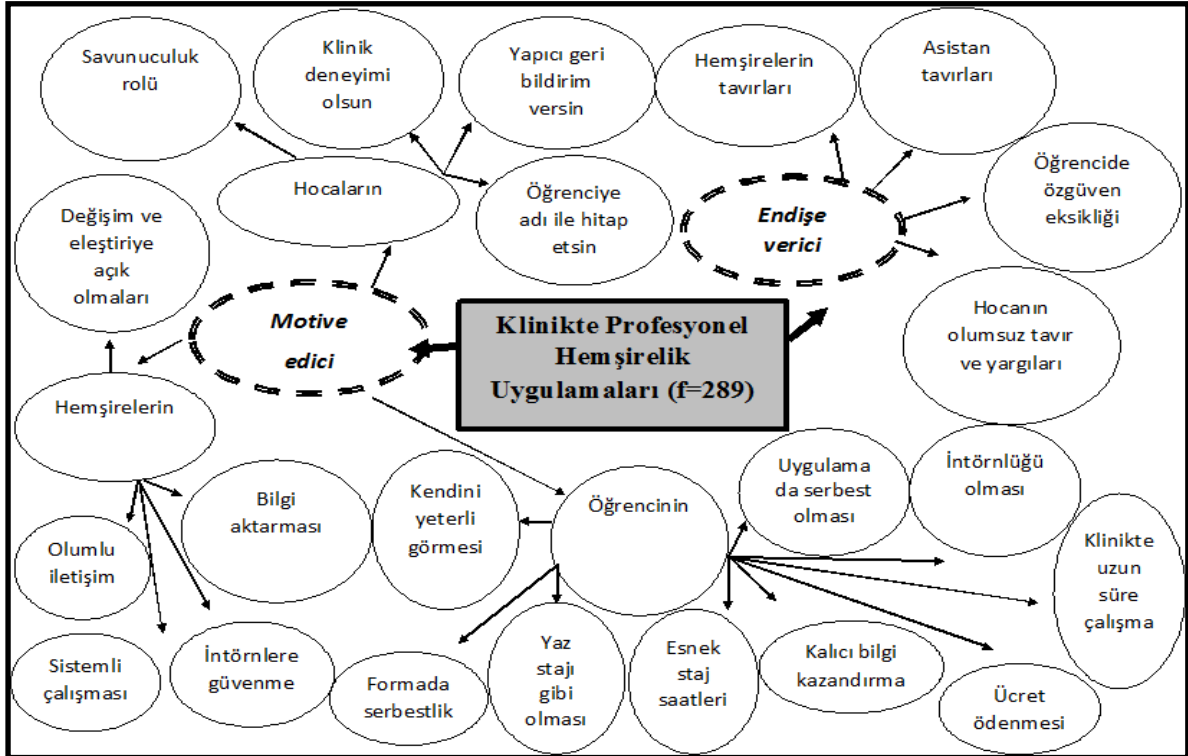 Savunuculuk
rolü
Klinik
deneyimi
olsun
Yapıcı geri
bildirim
versin
Hemşirelerin
tavırları
Asistan
tavırları
Hocaların
Öğrenciye
adı ile hitap
etsin
Endişe
verici
Öğrencide
özgüven
eksikliği
Değişim ve
eleştiriye
açık
olmaları
Motive
edici
Klinikte Profesyonel
Hemşirelik
Uygulamaları (f=289)
Hocanın
olumsuz tavır
ve yargıları
Hemşirelerin
Bilgi
aktarması
Kendini
yeterli
görmesi
Öğrencinin
Uygulama
da serbest
olması
İntörnlüğü
olması
Olumlu
iletişim
Klinikte
uzun
süre
çalışma
Sistemli
çalışması
İntörnlere
güvenme
Formada
serbestlik
Yaz
stajı
gibi
olması
Esnek
staj
saatleri
Kalıcı bilgi
kazandırma
Ücret
ödenmesi